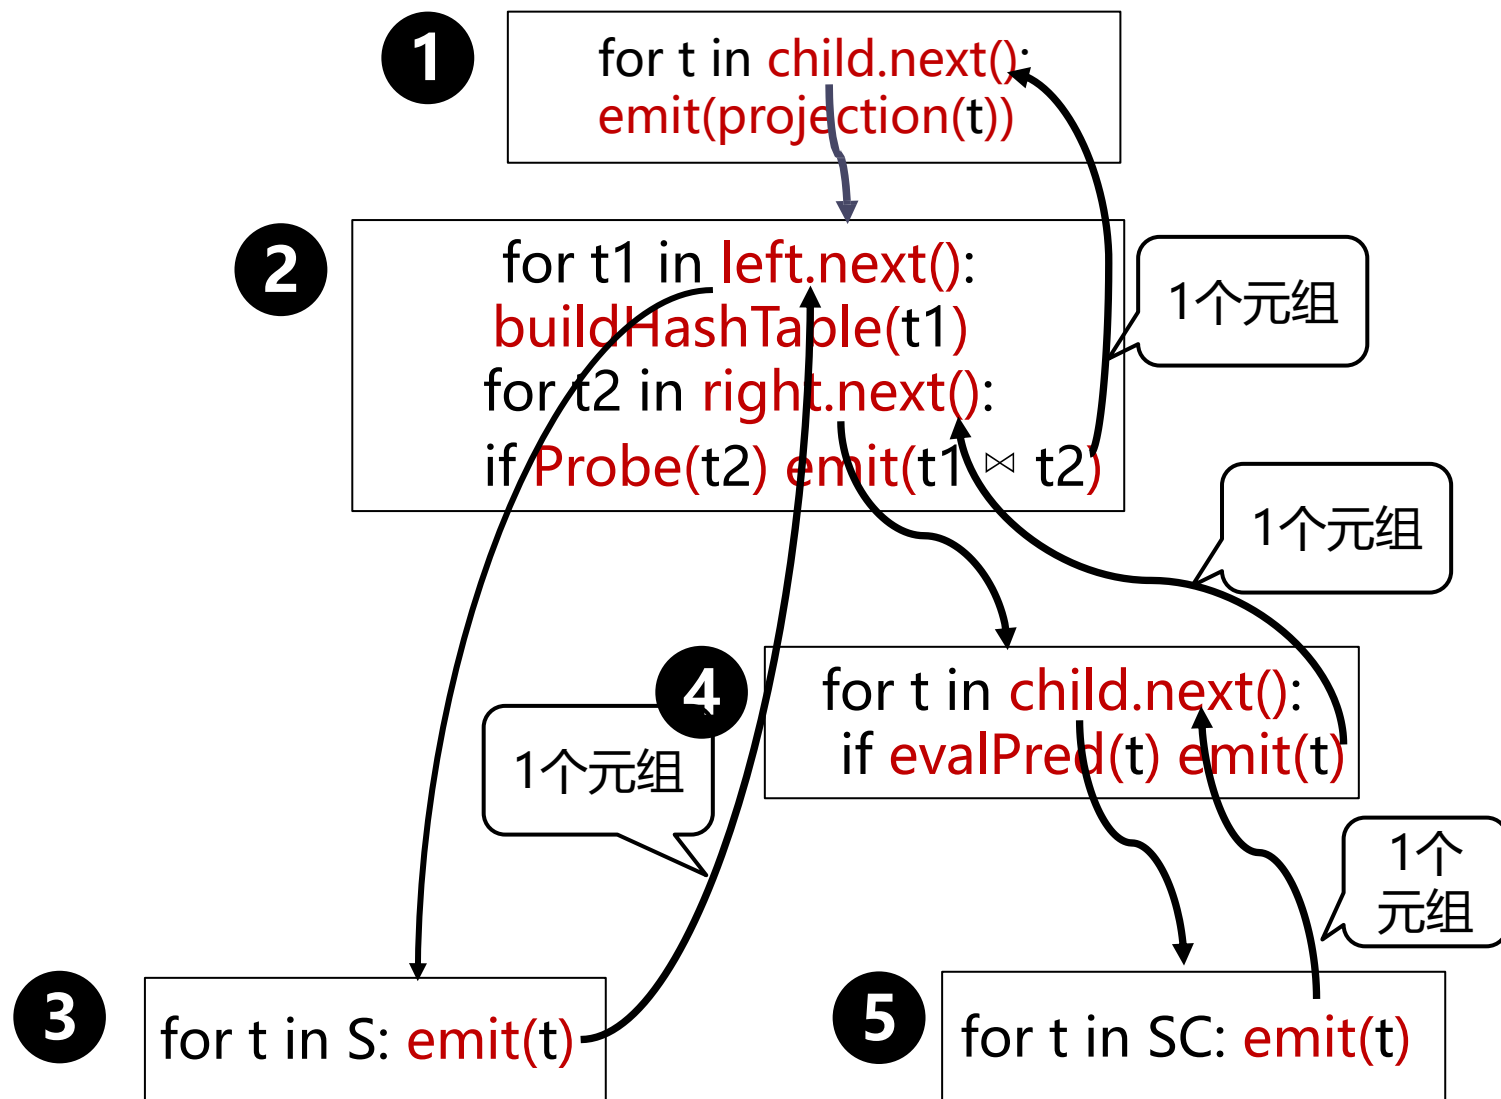 1
for t in child.next():
emit(projection(t))
2
for t1 in left.next():
buildHashTable(t1)
for t2 in right.next():
if Probe(t2) emit(t1 ⋈ t2)
1个元组
1个元组
4
for t in child.next():
if evalPred(t) emit(t)
1个元组
1个
元组
3
for t in S: emit(t)
5
for t in SC: emit(t)